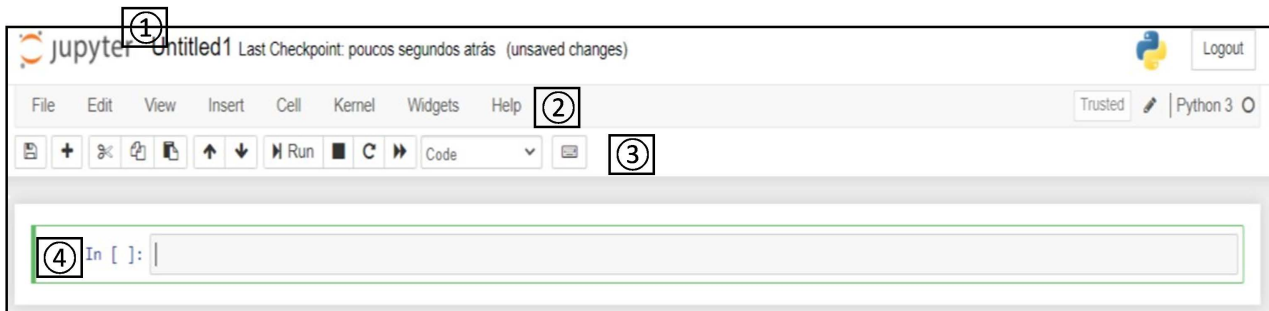 ①
jupyter Untitled1 Last Checkpoint: poucos segundos atrás (unsaved changes) Logout
File Edit View Insert Cell Kernel Widgets Help ② Trusted Python 3
Run Code ③
④ In [ ]: